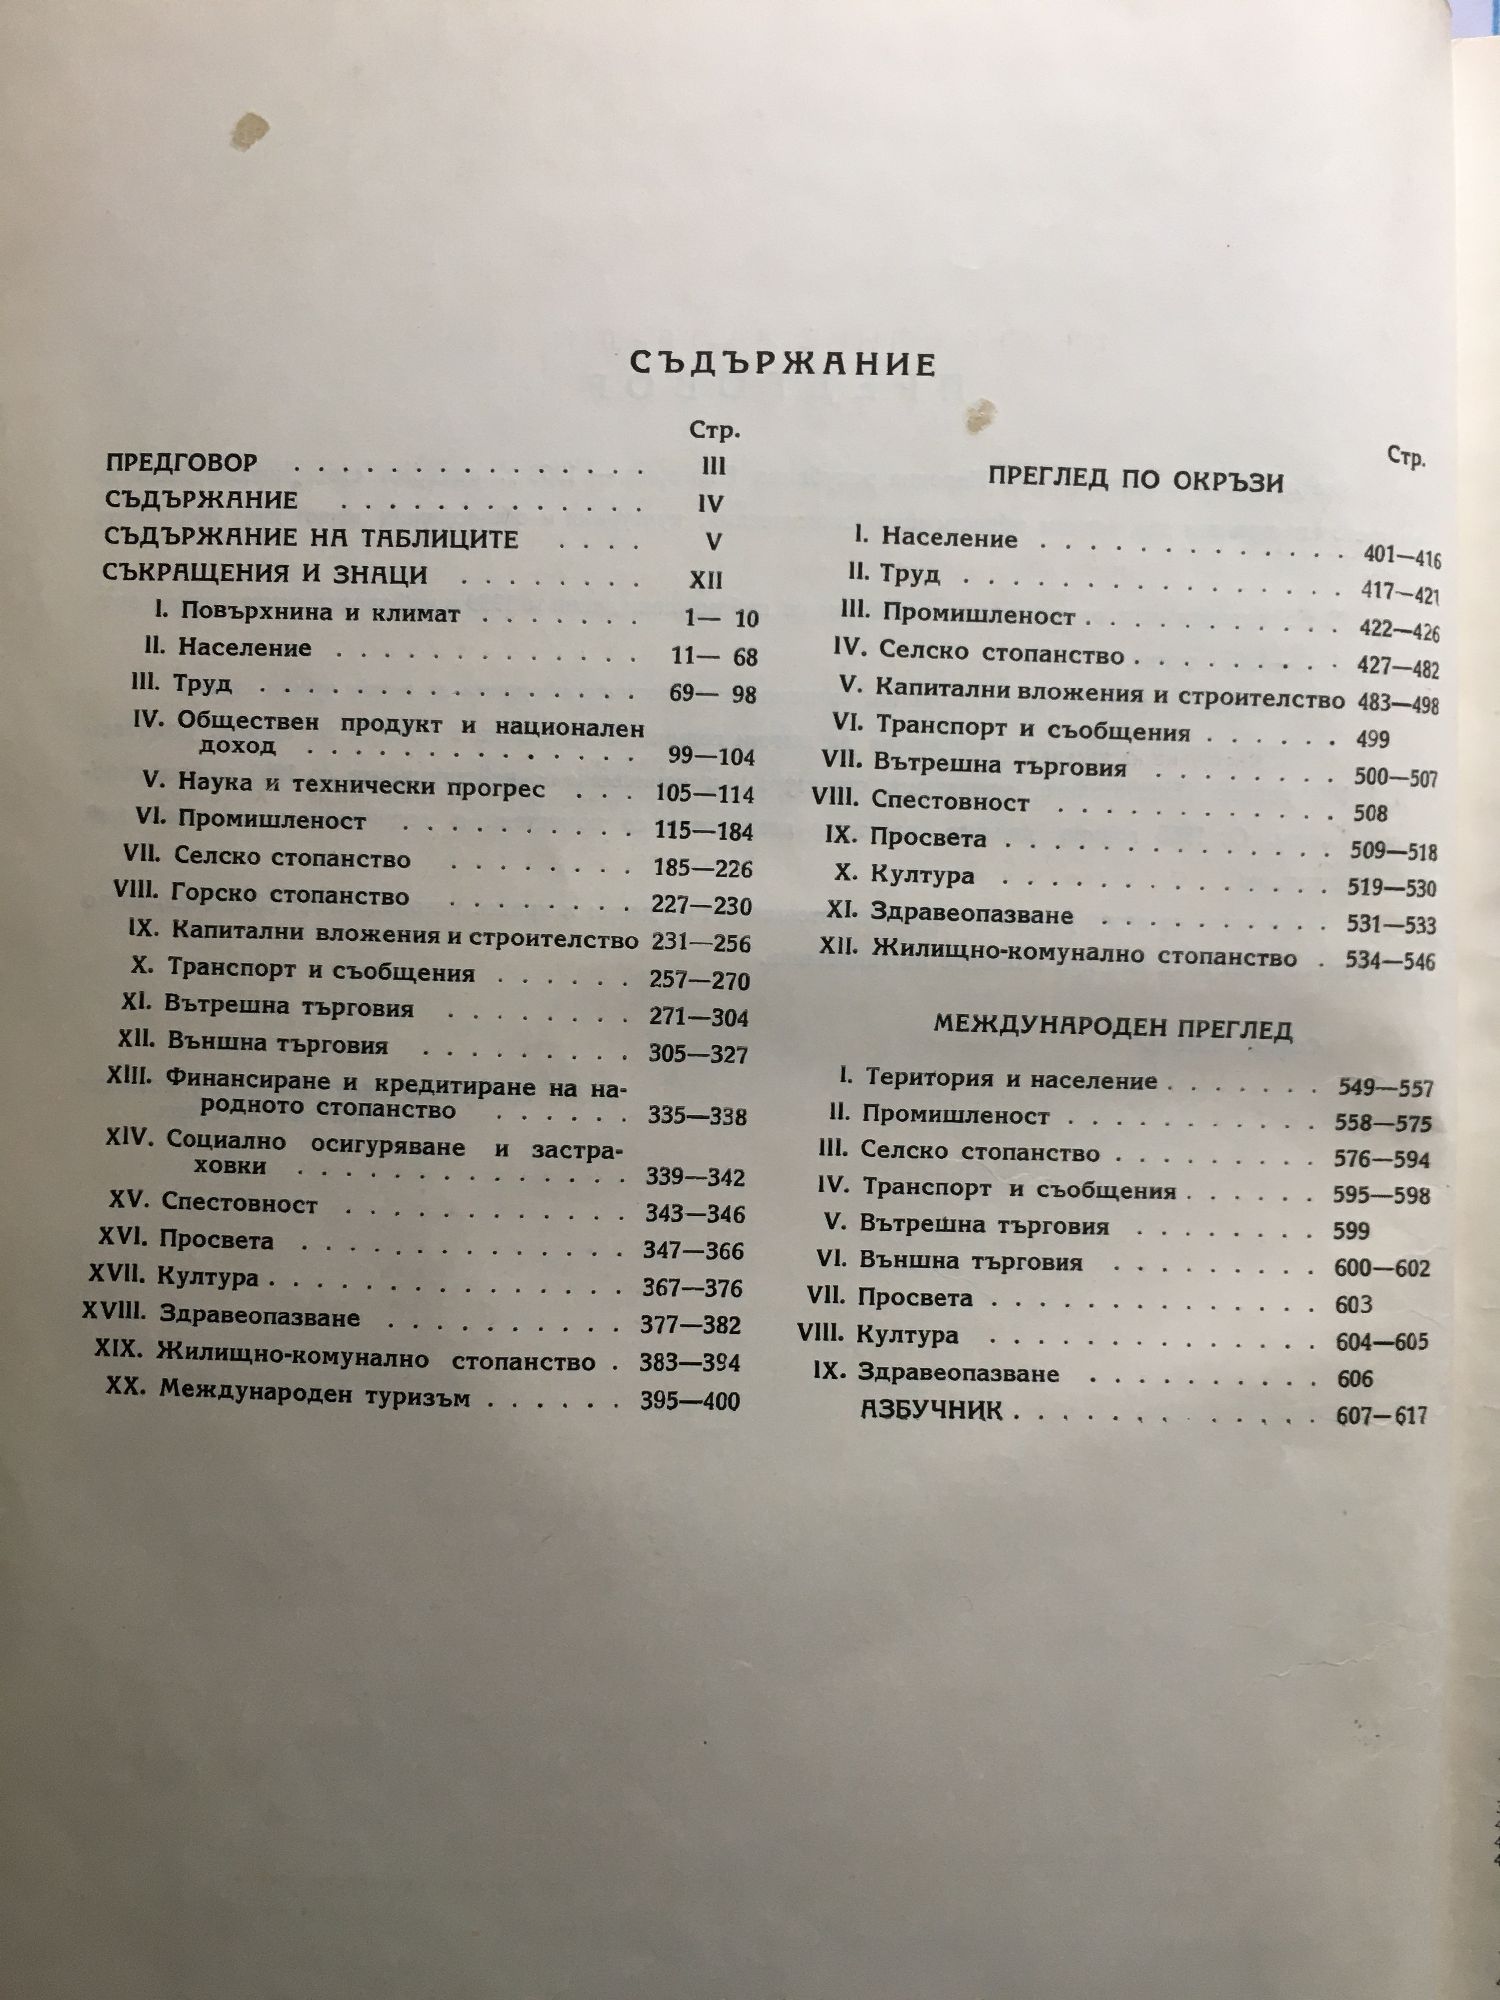 СЪДЪРЖАНИЕ
Стр.
ПРЕДГОВОР . . . . . . . . . . . . . . . III
СЪДЪРЖАНИЕ . . . . . . . . . . . . . IV
СЪДЪРЖАНИЕ НА ТАБЛИЦИТЕ . . . . V
СЪКРАЩЕНИЯ И ЗНАЦИ . . . . . . . . XII
I. Повърхнина и климат . . . . . . . 1— 10
II. Население . . . . . . . . . . . . . 11— 68
III. Труд . . . . . . . . . . . . . . . . 69— 98
IV. Обществен продукт и национален
доход . . . . . . . . . . . . . . 99—104
V. Наука и технически прогрес . . . 105—114
VI. Промишленост . . . . . . . . . . 115—184
VII. Селско стопанство . . . . . . . . 185—226
VIII. Горско стопанство . . . . . . . . 227—230
IX. Капитални вложения и строителство 231—256
X. Транспорт и съобщения . . . . . . 257—270
XI. Вътрешна търговия . . . . . . . . 271—304
XII. Външна търговия . . . . . . . . . 305—327
XIII. Финансиране и кредитиране на на-
родното стопанство . . . . . . 335—338
XIV. Социално осигуряване и застра-
ховки . . . . . . . . . . . . . . 339—342
XV. Спестовност . . . . . . . . . . . . 343—346
XVI. Просвета . . . . . . . . . . . . . . 347—366
XVII. Култура . . . . . . . . . . . . . . . 367—376
XVIII. Здравеопазване . . . . . . . . . . 377—382
XIX. Жилищно-комунално стопанство . 383—394
XX. Международен туризъм . . . . . . 395—400
Стр.
ПРЕГЛЕД ПО ОКРЪЗИ
I. Население . . . . . . . . . . . . . 401—416
II. Труд . . . . . . . . . . . . . . . . 417—421
III. Промишленост . . . . . . . . . . . 422—426
IV. Селско стопанство . . . . . . . . . 427—482
V. Капитални вложения и строителство 483—498
VI. Транспорт и съобщения . . . . . . 499
VII. Вътрешна търговия . . . . . . . . 500—507
VIII. Спестовност . . . . . . . . . . . . 508
IX. Просвета . . . . . . . . . . . . . . 509—518
X. Култура . . . . . . . . . . . . . . 519—530
XI. Здравеопазване . . . . . . . . . . 531—533
XII. Жилищно-комунално стопанство . 534—546
МЕЖДУНАРОДЕН ПРЕГЛЕД
I. Територия и население . . . . . . . 549—557
II. Промишленост . . . . . . . . . . . 558—575
III. Селско стопанство . . . . . . . . . 576—594
IV. Транспорт и съобщения . . . . . . 595—598
V. Вътрешна търговия . . . . . . . . 599
VI. Външна търговия . . . . . . . . . 600—602
VII. Просвета . . . . . . . . . . . . . . 603
VIII. Култура . . . . . . . . . . . . . . 604—605
IX. Здравеопазване . . . . . . . . . . 606
АЗБУЧНИК . . . . . . . . . . . . . 607—617